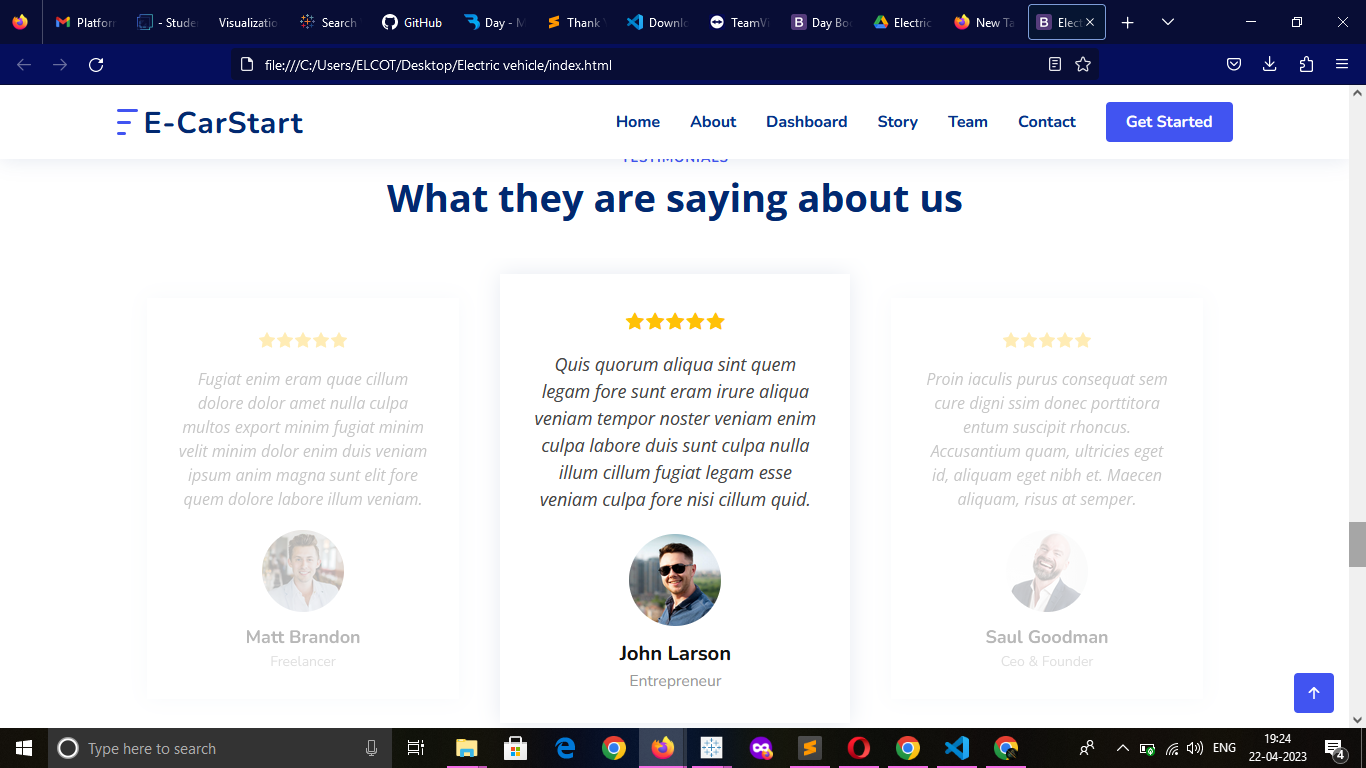 Platform
- Studen
Visualizatio
Search
GitHub
Day - M
Thank Y
Downlo
TeamVi
Day Boo
Electric
New Ta
Elect
file:///C:/Users/ELCOT/Desktop/Electric vehicle/index.html
E-CarStart
Home
About
Dashboard
Story
Team
Contact
Get Started
TESTIMONIALS
What they are saying about us
Fugiat enim eram quae cillum
dolore dolor amet nulla culpa
multos export minim fugiat minim
velit minim dolor enim duis veniam
ipsum anim magna sunt elit fore
quem dolore labore illum veniam.
Matt Brandon
Freelancer
Quis quorum aliqua sint quem
legam fore sunt eram irure aliqua
veniam tempor noster veniam enim
culpa labore duis sunt culpa nulla
illum cillum fugiat legam esse
veniam culpa fore nisi cillum quid.
John Larson
Entrepreneur
Proin iaculis purus consequat sem
cure digni ssim donec porttitora
entum suscipit rhoncus.
Accusantium quam, ultricies eget
id, aliquam eget nibh et. Maecen
aliquam, risus at semper.
Saul Goodman
Ceo & Founder
Type here to search
ENG
19:24
22-04-2023
4